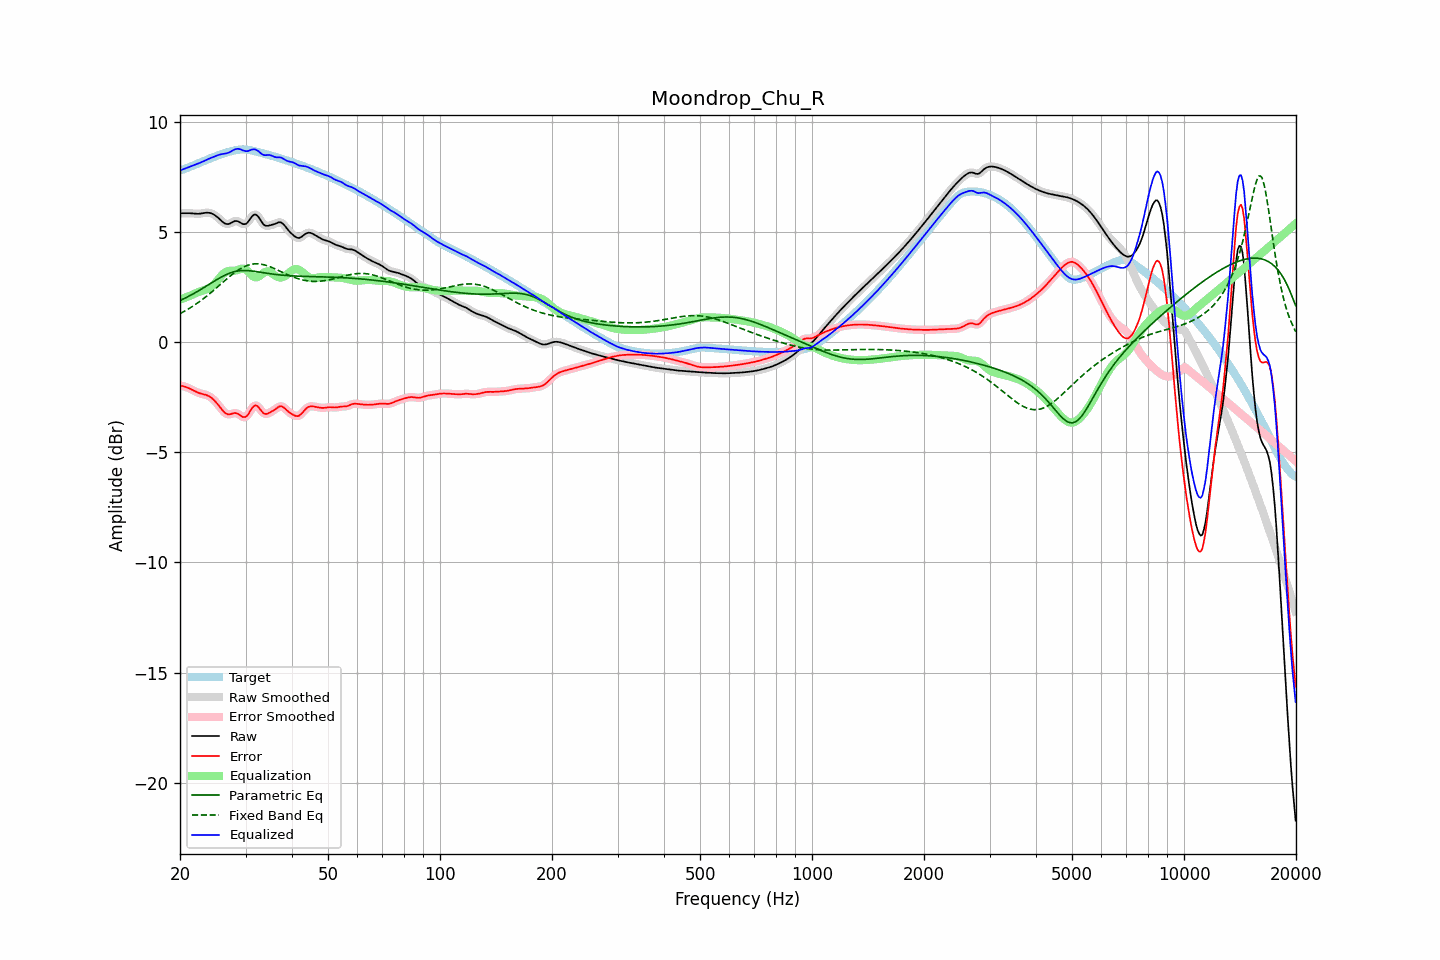 Moondrop_Chu_R
10
5
0
−5
−10
−15
−20
Amplitude (dBr)
Target
Raw Smoothed
Error Smoothed
Raw
Error
Equalization
Parametric Eq
Fixed Band Eq
Equalized
20 50 100 200 500 1000 2000 5000 10000 20000
Frequency (Hz)